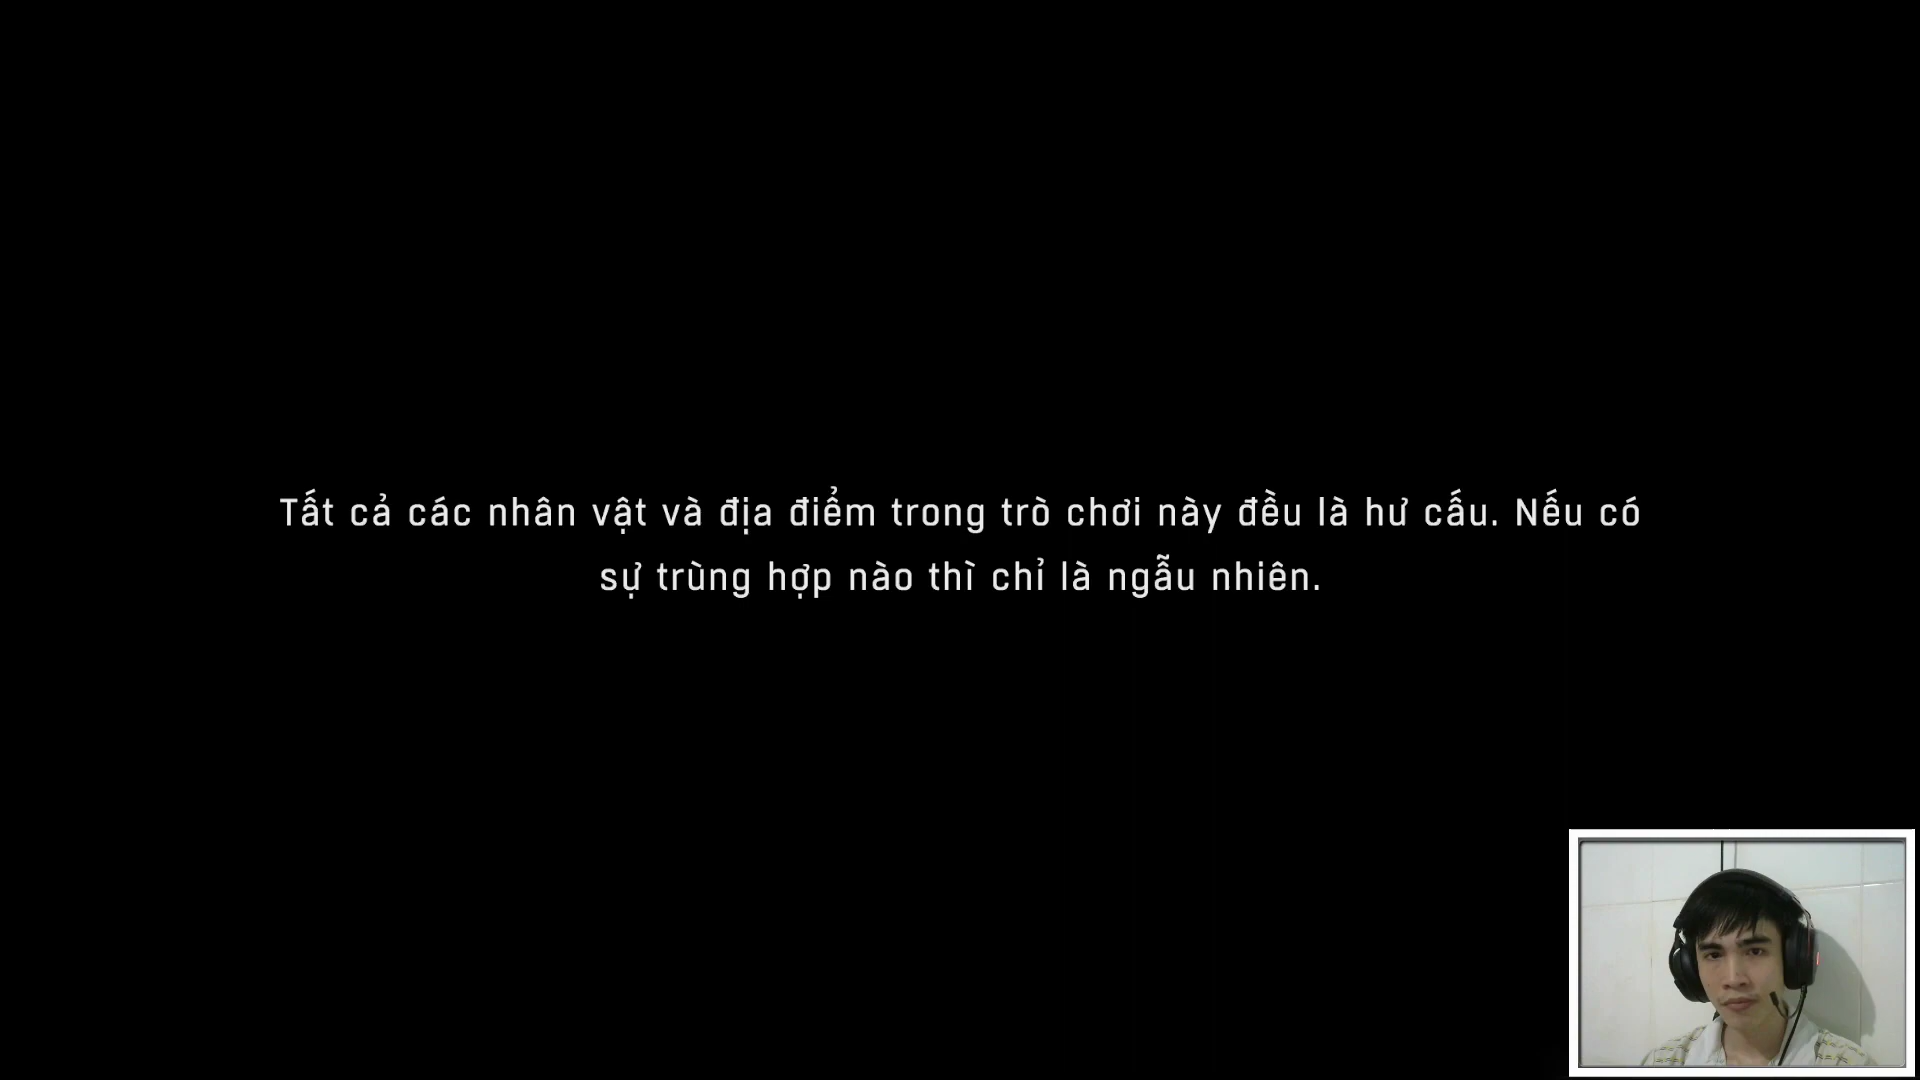 Tất cả các nhân vật và địa điểm trong trò chơi này đều là hư cấu. Nếu có
sự trùng hợp nào thì chỉ là ngẫu nhiên.